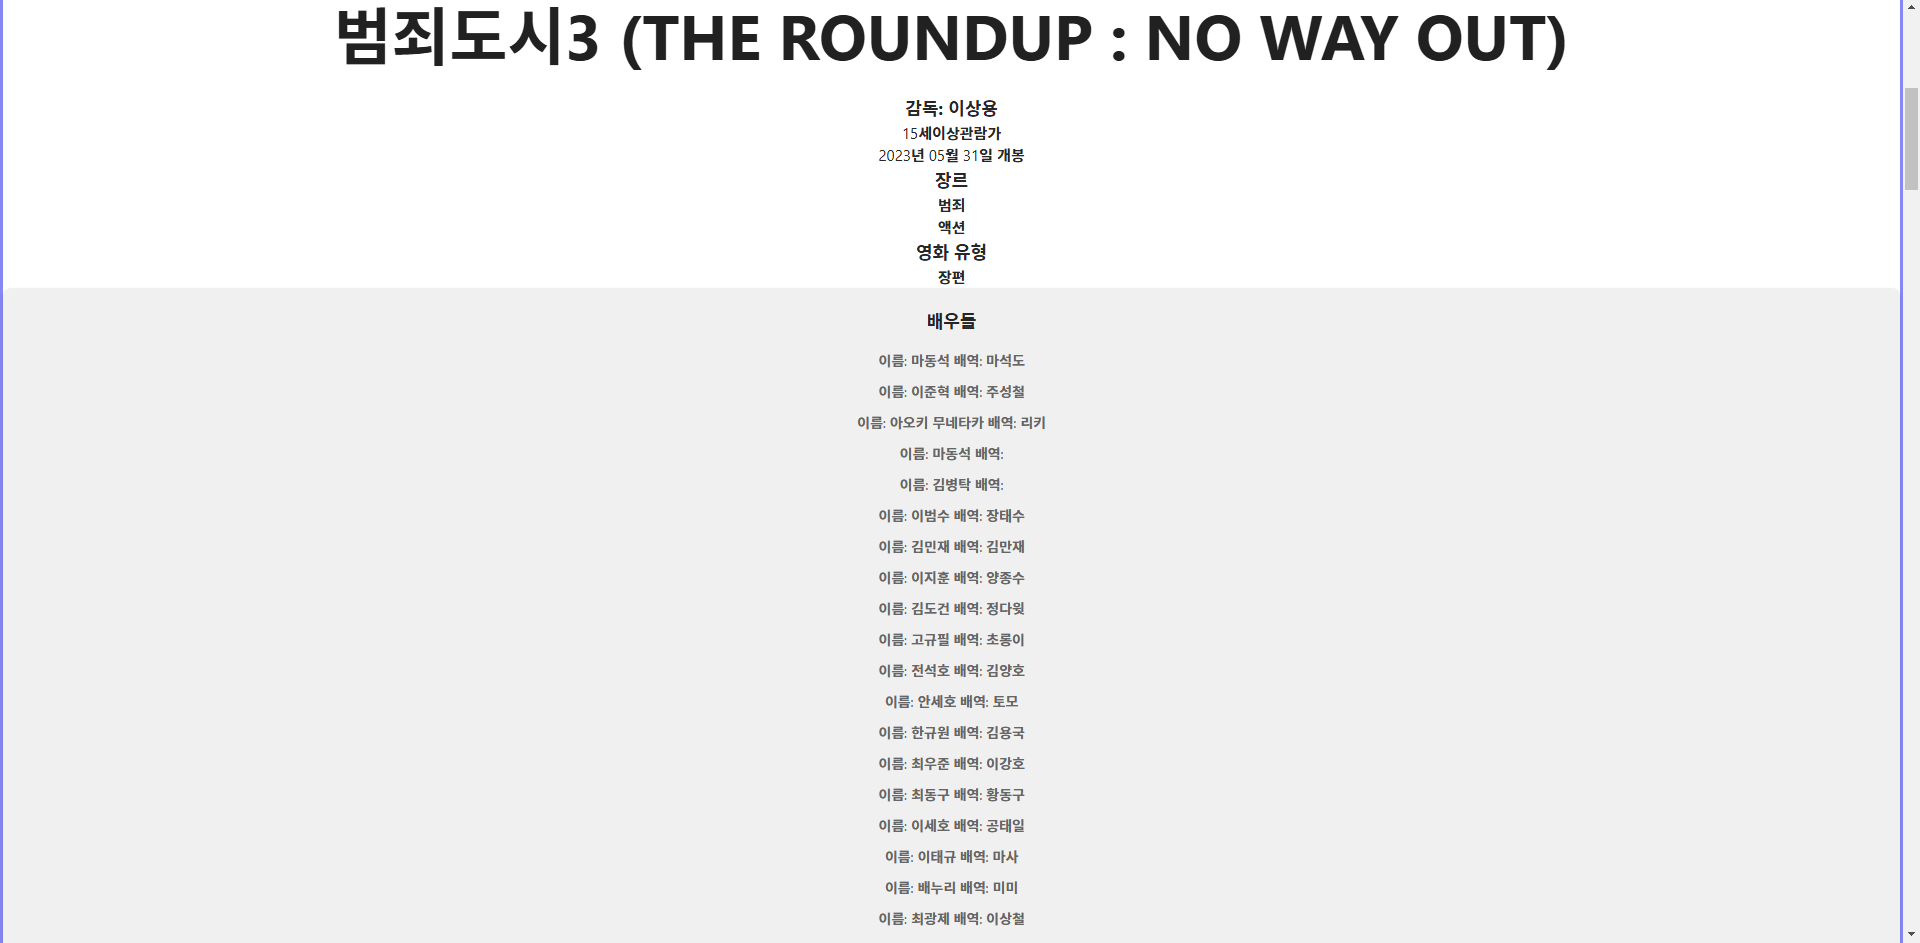 범죄도시3 (THE ROUNDUP : NO WAY OUT)
감독: 이상용
15세이상관람가
2023년 05월 31일 개봉
장르
범죄
액션
영화 유형
장편
배우들
이름: 마동석 배역: 마석도
이름: 이준혁 배역: 주성철
이름: 아오키 무네타카 배역: 리키
이름: 마동석 배역:
이름: 김병탁 배역:
이름: 이범수 배역: 장태수
이름: 김민재 배역: 김만재
이름: 이지훈 배역: 양종수
이름: 김도건 배역: 정다윗
이름: 고규필 배역: 초롱이
이름: 전석호 배역: 김양호
이름: 안세호 배역: 토모
이름: 한규원 배역: 김용국
이름: 최우준 배역: 이강호
이름: 최동구 배역: 황동구
이름: 이세호 배역: 공태일
이름: 이태규 배역: 마사
이름: 배누리 배역: 미미
이름: 최광제 배역: 이상철